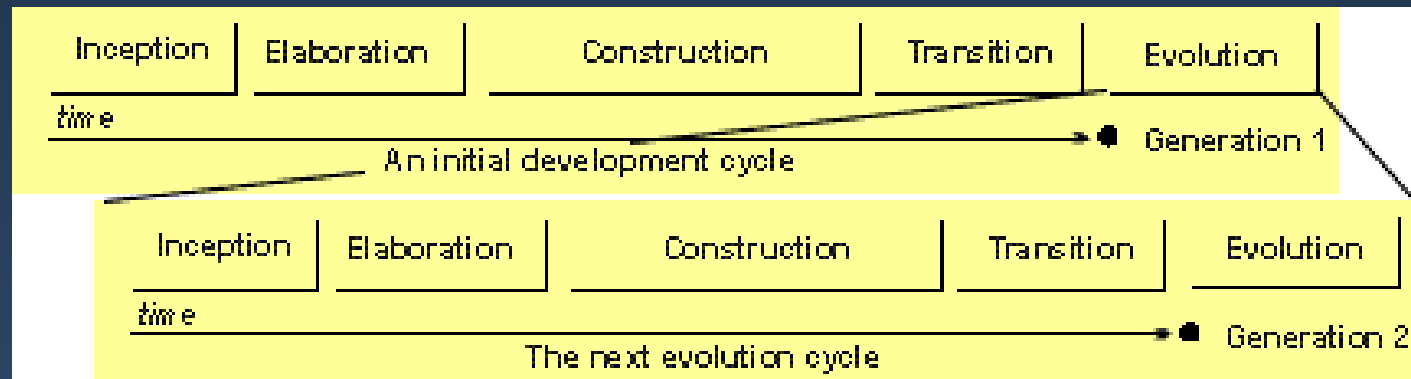 Inception Elaboration Construction Transition Evolution
time
Generation 1
An initial development cycle
Inception Elaboration Construction Transition Evolution
time
Generation 2
The next evolution cycle